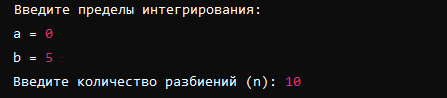 Введите пределы интегрирования:
a = 0
b = 5
Введите количество разбиений (n): 10